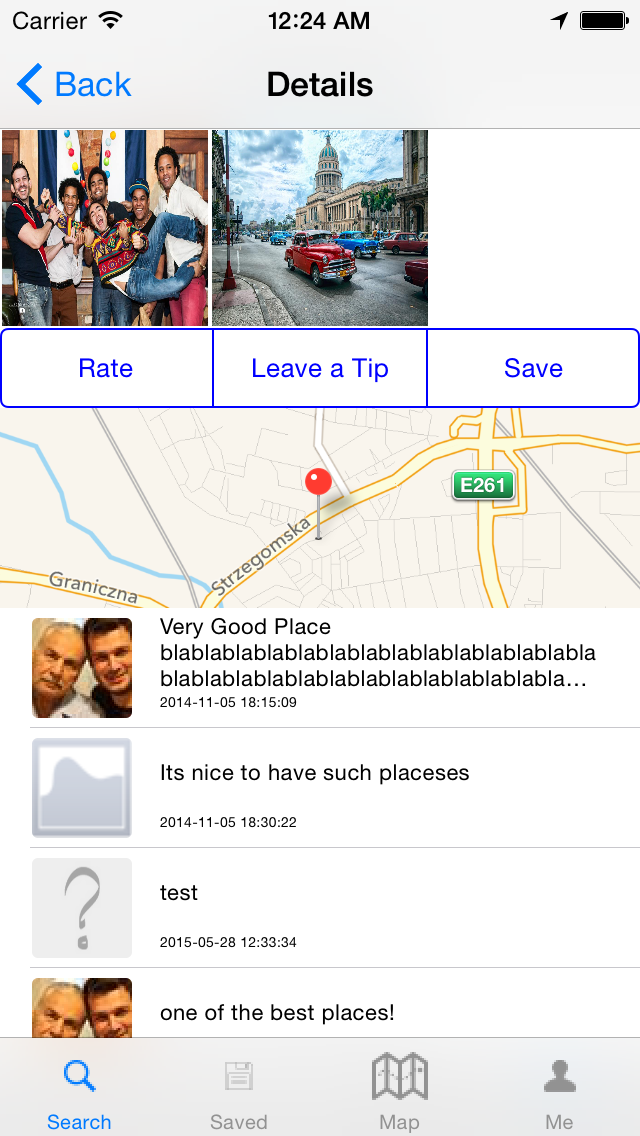 Carrier 12:24 AM
Back Details
Rate Leave a Tip Save
E261
Strzegomska
Graniczna
Very Good Place
blablablablablablablablablablablablablabla
blablablablablablablablablablablablabla...
2014-11-05 18:15:09
Its nice to have such placeses
2014-11-05 18:30:22
?
test
2015-05-28 12:33:34
one of the best places!
Search Saved Map Me